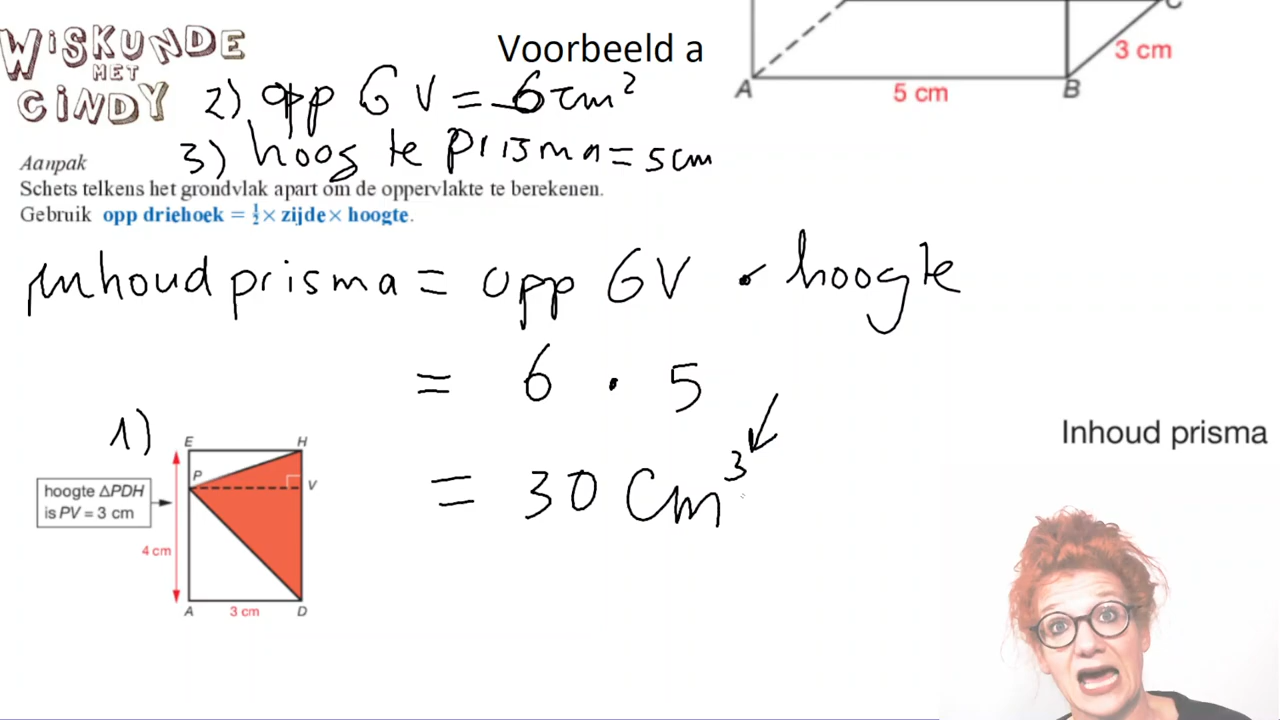 WiSKUNDE
MET
CiNDY
Voorbeeld a
C
3 cm
A
5 cm
B
2) opp GV = 6 cm²
3) hoogte prisma = 5cm
Aanpak
Schets telkens het grondvlak apart om de oppervlakte te berekenen.
Gebruik opp driehoek = ½ × zijde × hoogte.
inhoud prisma = opp GV · hoogte
= 6 · 5
= 30 cm³
Inhoud prisma
1)
E
H
P
V
hoogte ΔPDH
is PV = 3 cm
4 cm
A
3 cm
D